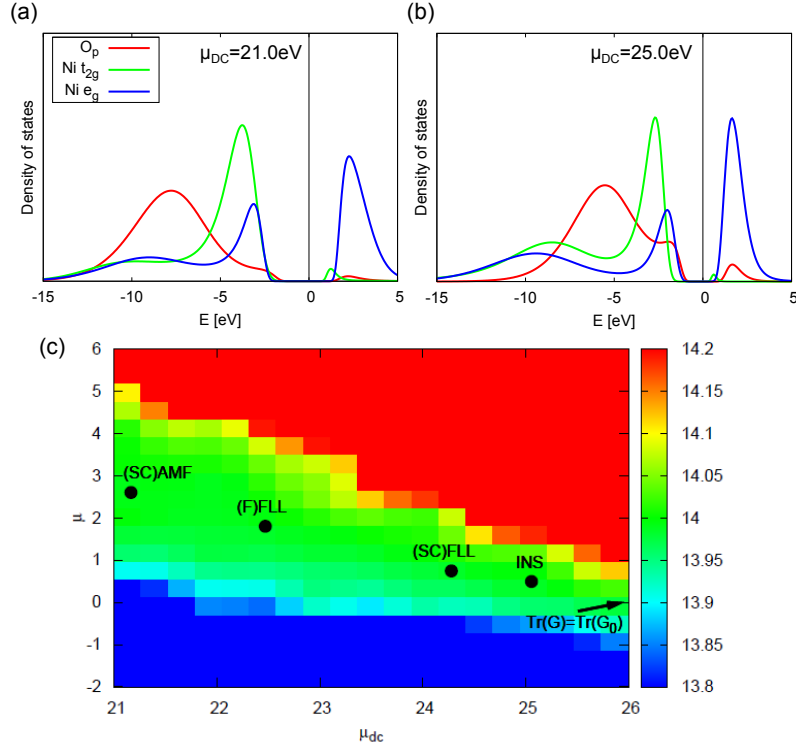 (a)
μDC=21.0eV
Op
Ni t2g
Ni eg
Density of states
-15
-10
-5
0
5
E [eV]
(b)
μDC=25.0eV
Density of states
-15
-10
-5
0
5
E [eV]
(c)
6
5
4
3
2
1
0
-1
-2
μ
(SC)AMF
(F)FLL
(SC)FLL
INS
Tr(G)=Tr(G0)
21
22
23
24
25
26
μdc
14.2
14.15
14.1
14.05
14
13.95
13.9
13.85
13.8